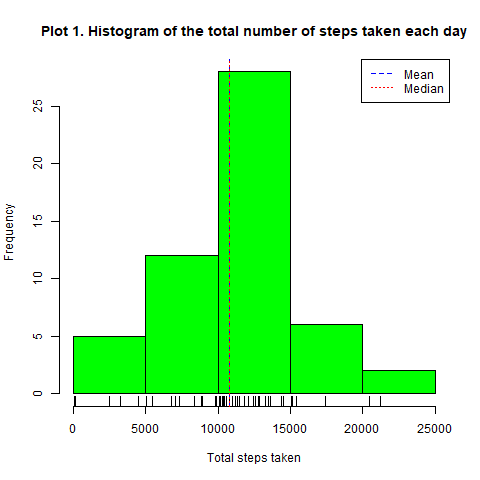 Plot 1. Histogram of the total number of steps taken each day
Mean
Median
Frequency
25
20
15
10
5
0
0 5000 10000 15000 20000 25000
Total steps taken